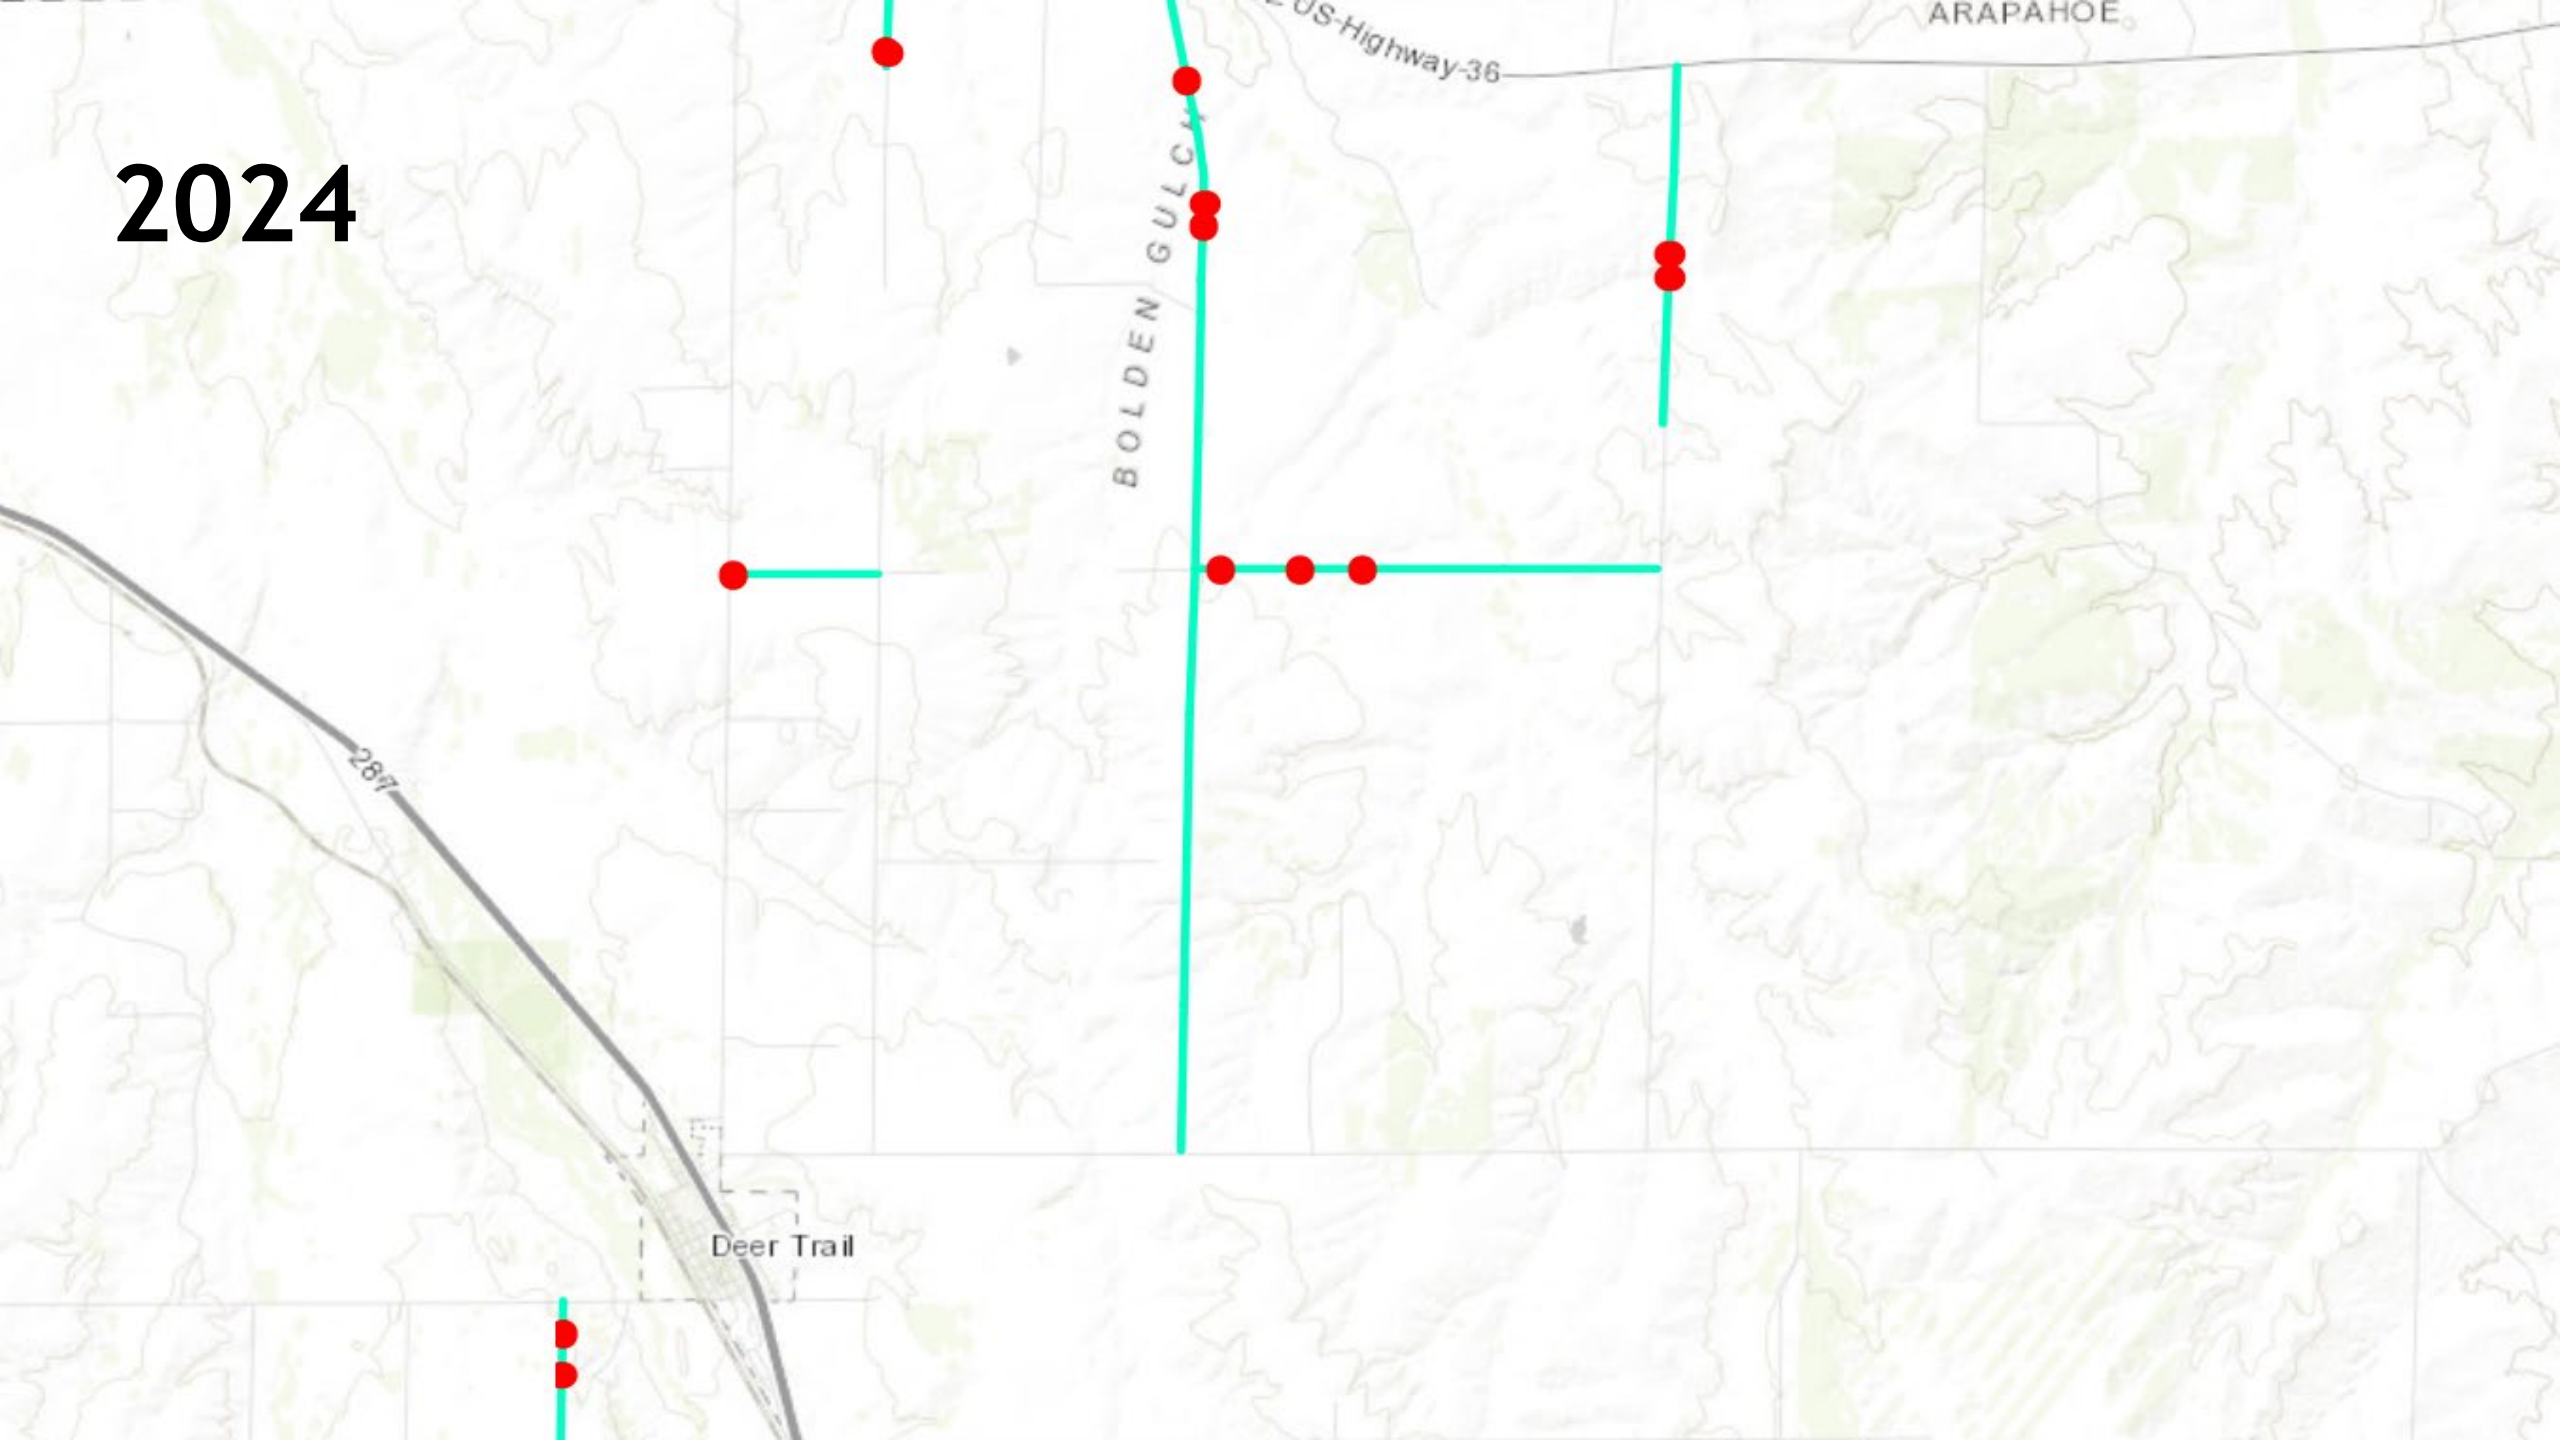 US-Highway-36
ARAPAHOE
2024
BOLDEN GULCH
287
Deer Trail